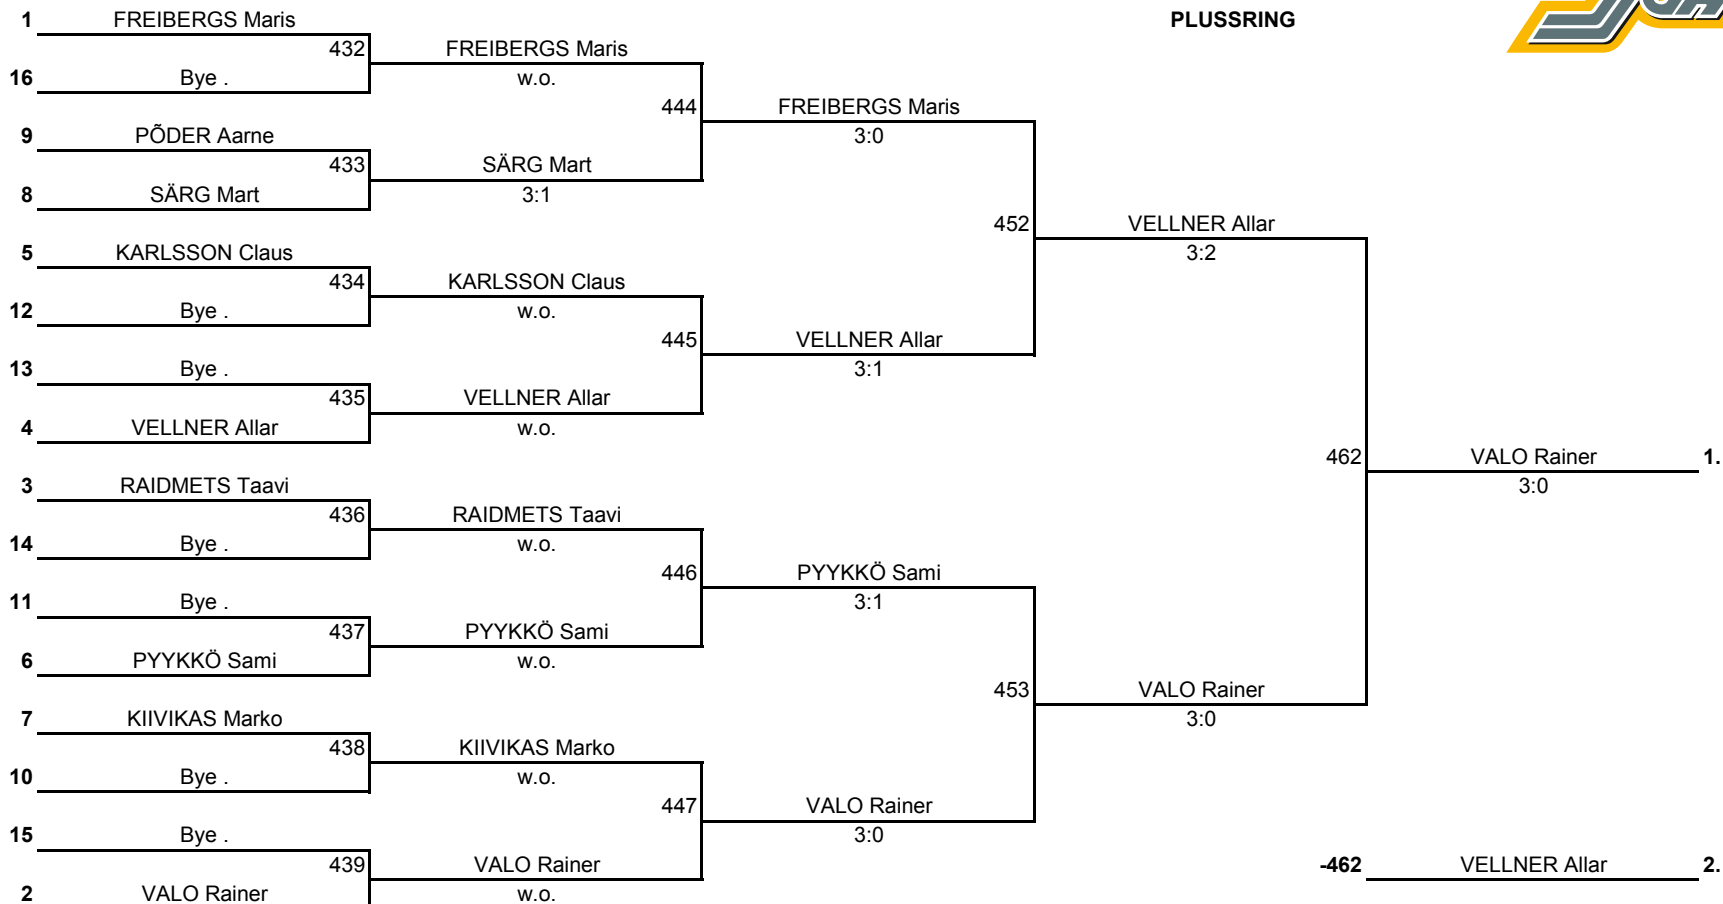 PLUSSRING
1 FREIBERGS Maris
432 FREIBERGS Maris
16 Bye . w.o.
444 FREIBERGS Maris
9 PÕDER Aarne 3:0
433 SÄRG Mart
8 SÄRG Mart 3:1
452 VELLNER Allar
5 KARLSSON Claus 3:2
434 KARLSSON Claus
12 Bye . w.o.
445 VELLNER Allar
13 Bye . 3:1
435 VELLNER Allar
4 VELLNER Allar w.o.
462 VALO Rainer 1.
3 RAIDMETS Taavi 3:0
436 RAIDMETS Taavi
14 Bye . w.o.
446 PYYKKÖ Sami
11 Bye . 3:1
437 PYYKKÖ Sami
6 PYYKKÖ Sami w.o.
453 VALO Rainer
7 KIIVIKAS Marko 3:0
438 KIIVIKAS Marko
10 Bye . w.o.
447 VALO Rainer
15 Bye . 3:0
439 VALO Rainer -462 VELLNER Allar 2.
2 VALO Rainer w.o.